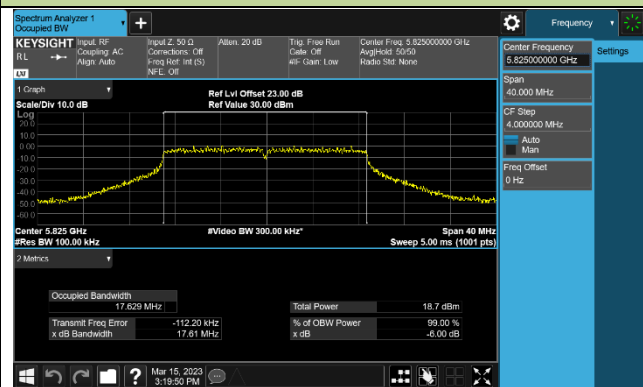 Spectrum Analyzer 1
Occupied BW
+
Frequency
KEYSIGHT
RL
LXI
Input: RF
Coupling: AC
Align: Auto
Input Z: 50 Ω
Corrections: Off
Freq Ref: Int (S)
NFE: Off
Atten: 20 dB
Trig: Free Run
Gate: Off
#IF Gain: Low
Center Freq: 5.825000000 GHz
Avg|Hold: 50/50
Radio Std: None
Center Frequency
5.825000000 GHz
Settings
Span
40.000 MHz
CF Step
4.000000 MHz
Auto
Man
Freq Offset
0 Hz
1 Graph
Scale/Div 10.0 dB
Ref Lvl Offset 23.00 dB
Ref Value 30.00 dBm
Log
20.0
10.0
0.00
-10.0
-20.0
-30.0
-40.0
-50.0
-60.0
Center 5.825 GHz
#Res BW 100.00 kHz
#Video BW 300.00 kHz*
Span 40 MHz
Sweep 5.00 ms (1001 pts)
2 Metrics
Occupied Bandwidth
17.629 MHz
Total Power 18.7 dBm
Transmit Freq Error -112.20 kHz
% of OBW Power 99.00 %
x dB Bandwidth 17.61 MHz
x dB -6.00 dB
?
Mar 15, 2023
3:19:50 PM